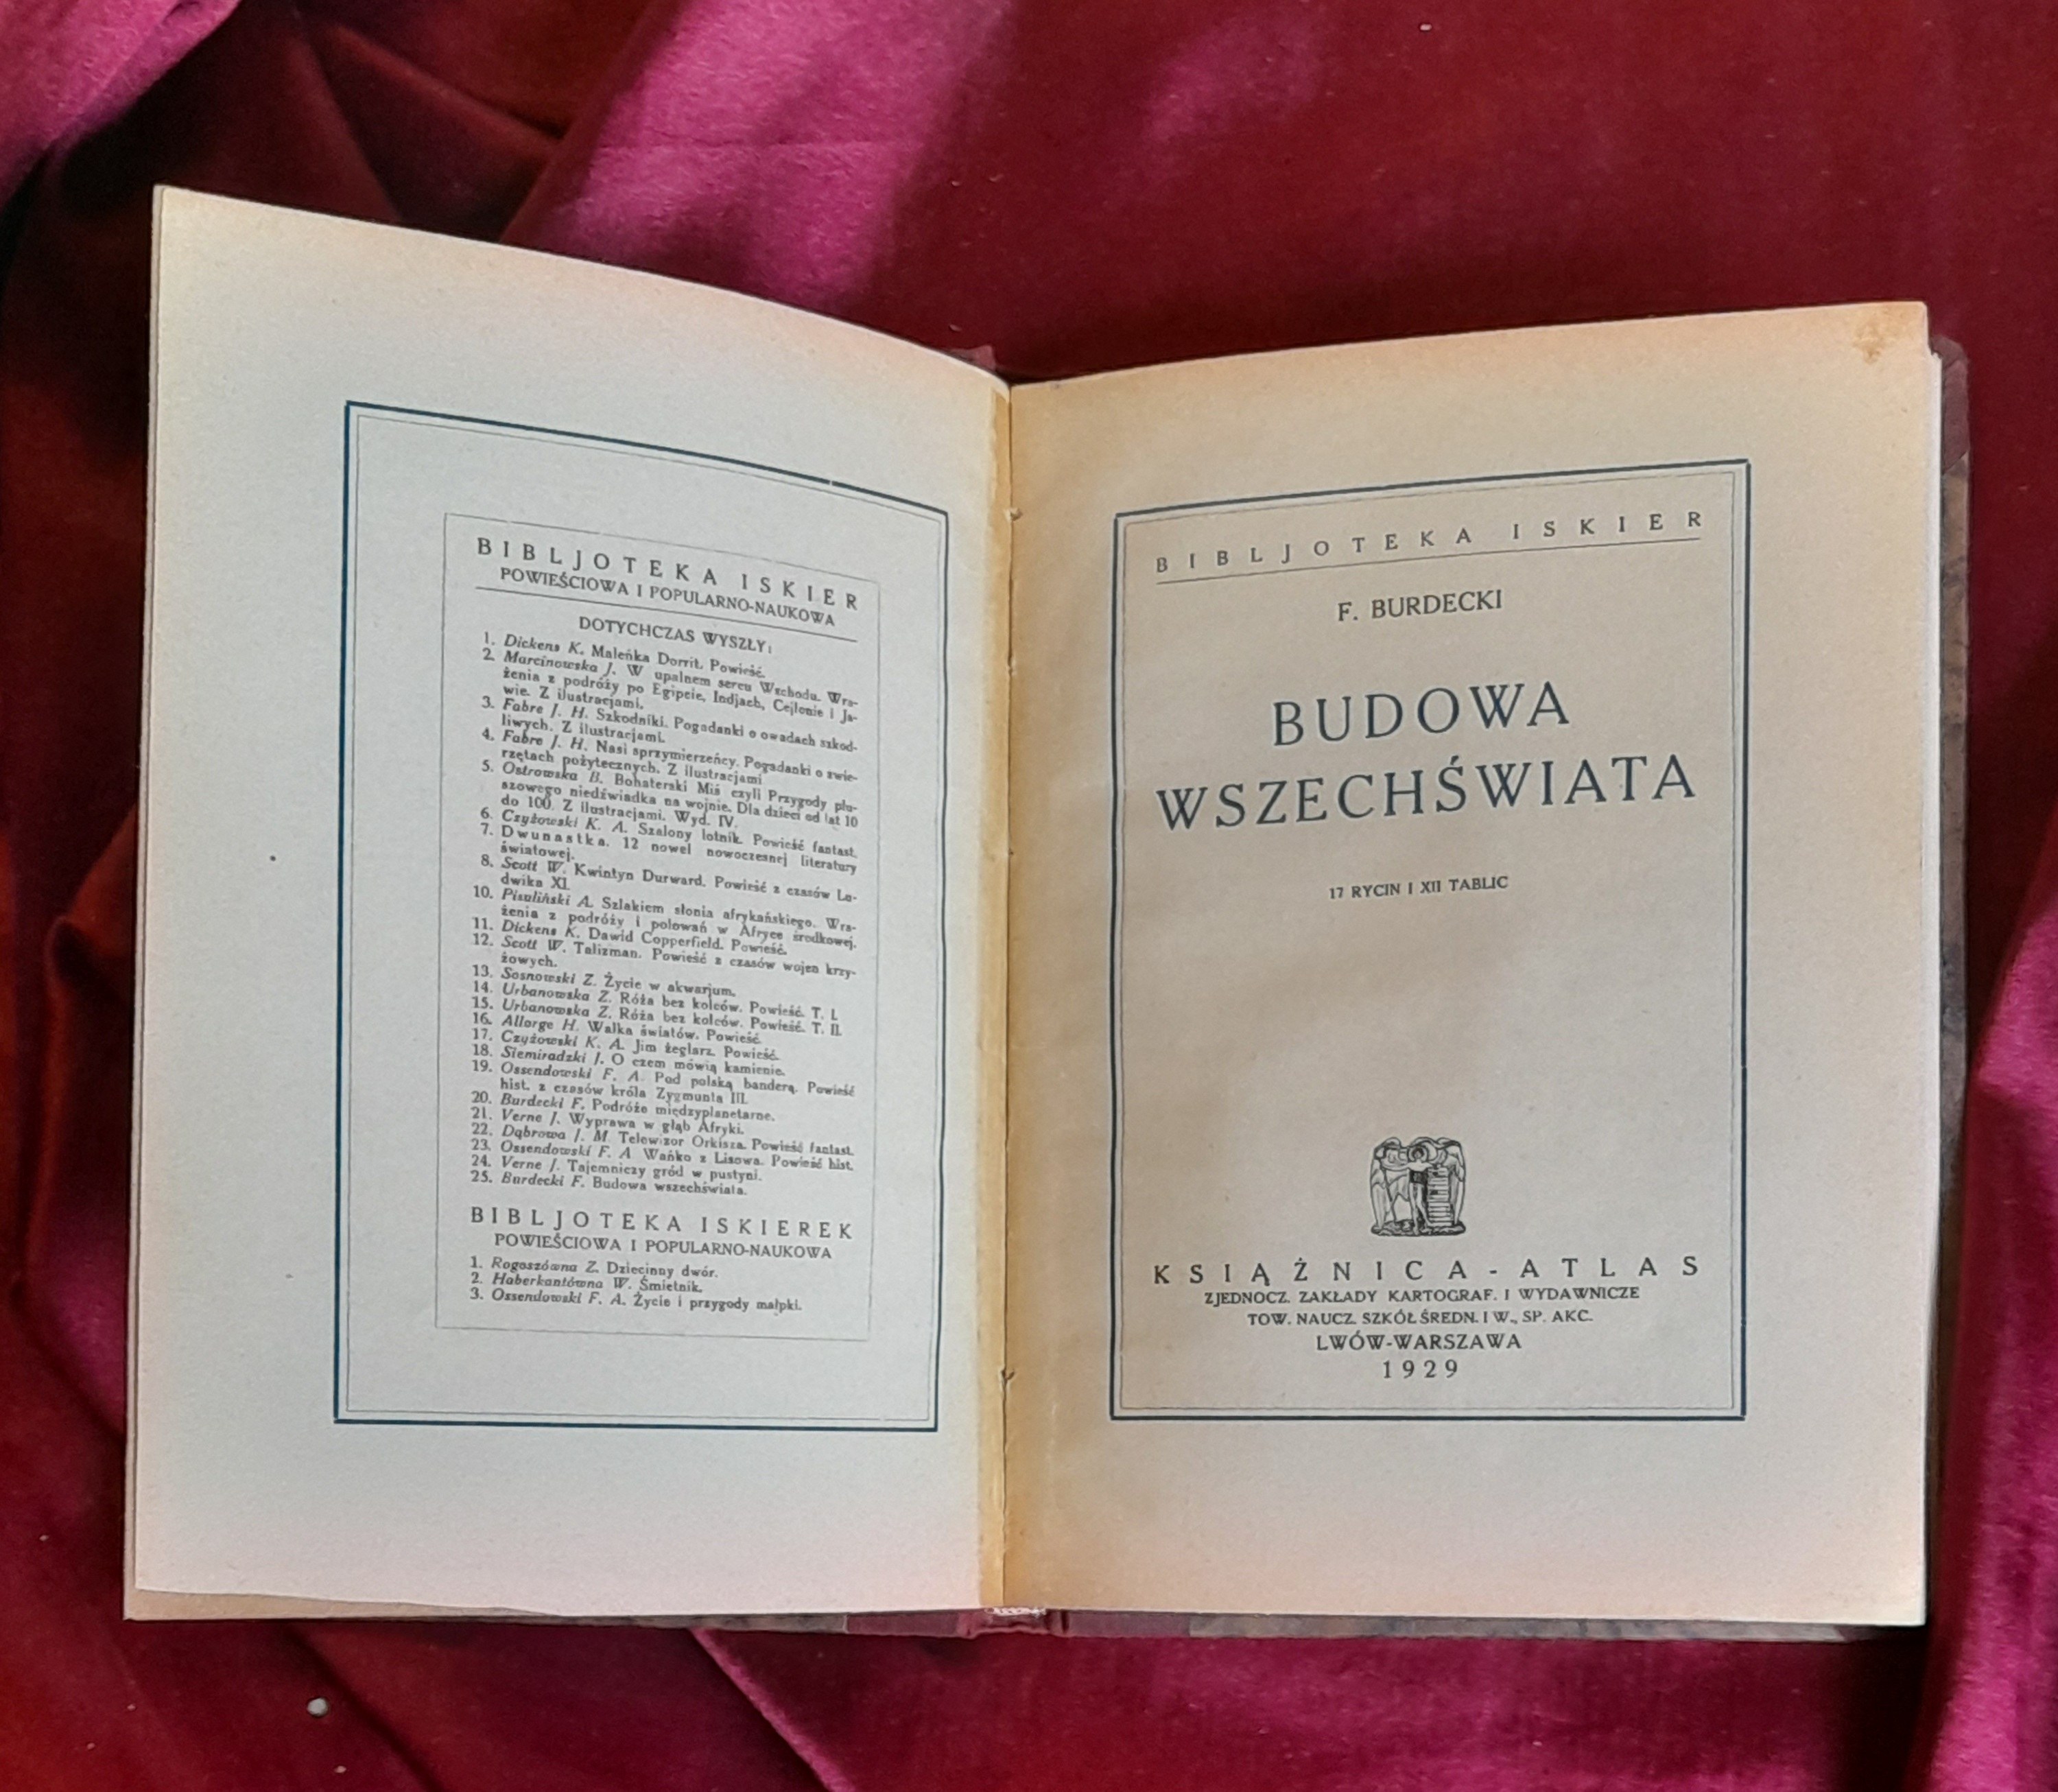 BIBLJOTEKA ISKIER
POWIEŚCIOWA I POPULARNO-NAUKOWA
DOTYCHCZAS WYSZŁY:
1. Dickens K. Maleńka Dorrit. Powieść.
2. Marcinowska J. W upalnem sercu Wschodu. Wra-
żenia z podróży po Egipcie, Indjach, Cejlonie i Ja-
wie. Z ilustracjami.
3. Fabre J. H. Szkodniki. Pogadanki o owadach szkod-
liwych. Z ilustracjami.
4. Fabre J. H. Nasi sprzymierzeńcy. Pogadanki o zwie-
rzętach pożytecznych. Z ilustracjami
5. Ostrowska B. Bohaterski Miś czyli Przygody plu-
szowego niedźwiadka na wojnie. Dla dzieci od lat 10
do 100. Z ilustracjami. Wyd. IV.
6. Czyżowski K. A. Szalony lotnik. Powieść fantast.
7. Dwunastka. 12 nowel nowoczesnej literatury
światowej.
8. Scott W. Kwintyn Durward. Powieść z czasów Lu-
dwika XI.
10. Pisuliński A. Szlakiem słonia afrykańskiego. Wra-
żenia z podróży i polowań w Afryce środkowej.
11. Dickens K. Dawid Copperfield. Powieść.
12. Scott W. Talizman. Powieść z czasów wojen krzy-
żowych.
13. Sosnowski Z. Życie w akwarjum.
14. Urbanowska Z. Róża bez kolców. Powieść. T. I.
15. Urbanowska Z. Róża bez kolców. Powieść. T. II.
16. Allorge H. Walka światów. Powieść.
17. Czyżowski K. A. Jim żeglarz. Powieść.
18. Siemiradzki J. O czem mówią kamienie.
19. Ossendowski F. A. Pod polską banderą. Powieść
hist. z czasów króla Zygmunta III.
20. Burdecki F. Podróże międzyplanetarne.
21. Verne J. Wyprawa w głąb Afryki.
22. Dąbrowa J. M. Telewizor Orkisza. Powieść fantast.
23. Ossendowski F. A Wańko z Lisowa. Powieść hist.
24. Verne J. Tajemniczy gród w pustyni.
25. Burdecki F. Budowa wszechświata.
BIBLJOTEKA ISKIEREK
POWIEŚCIOWA I POPULARNO-NAUKOWA
1. Rogoszówna Z. Dziecinny dwór.
2. Haberkantówna W. Śmietnik.
3. Ossendowski F. A. Życie i przygody małpki.
BIBLJOTEKA ISKIER
F. BURDECKI
BUDOWA
WSZECHŚWIATA
17 RYCIN I XII TABLIC
KSIĄŻNICA-ATLAS
ZJEDNOCZ. ZAKŁADY KARTOGRAF. I WYDAWNICZE
TOW. NAUCZ. SZKÓŁ ŚREDN. I W., SP. AKC.
LWÓW-WARSZAWA
1929